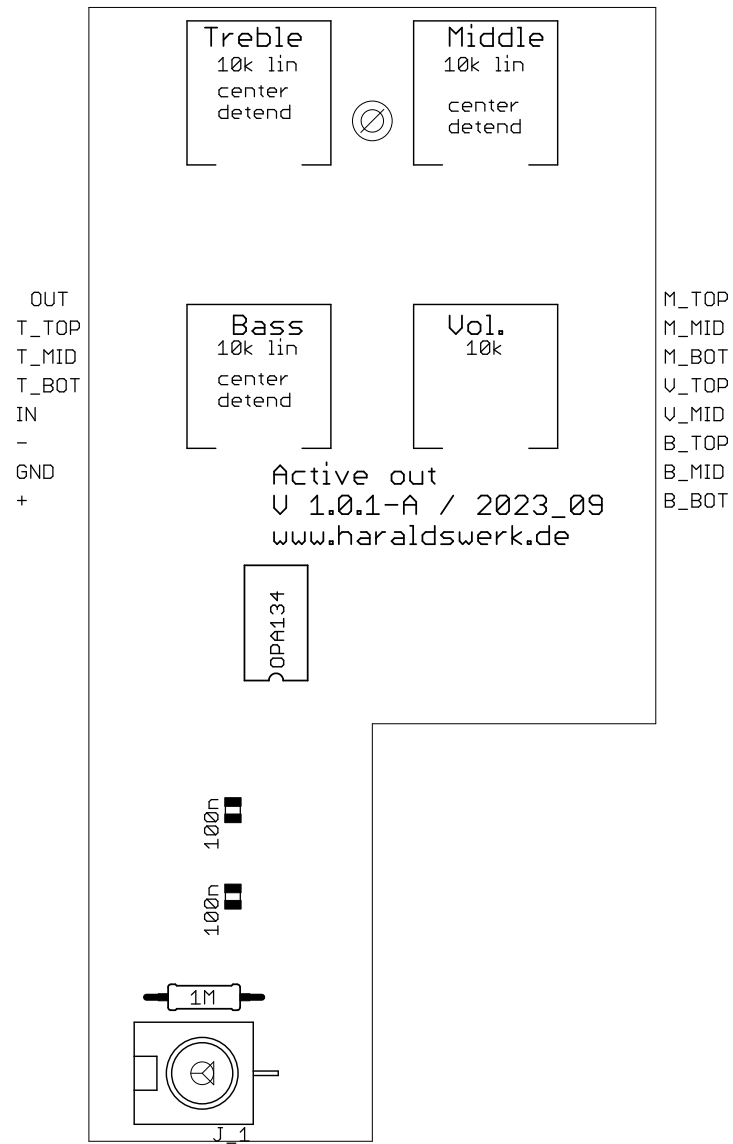 Treble
10k lin
center
detend
Middle
10k lin
center
detend
OUT
T_TOP
T_MID
T_BOT
IN
-
GND
+
Bass
10k lin
center
detend
Vol.
10k
M_TOP
M_MID
M_BOT
V_TOP
V_MID
B_TOP
B_MID
B_BOT
Active out
V 1.0.1-A / 2023_09
www.haraldswerk.de
OPA134
100n
100n
1M
J_1